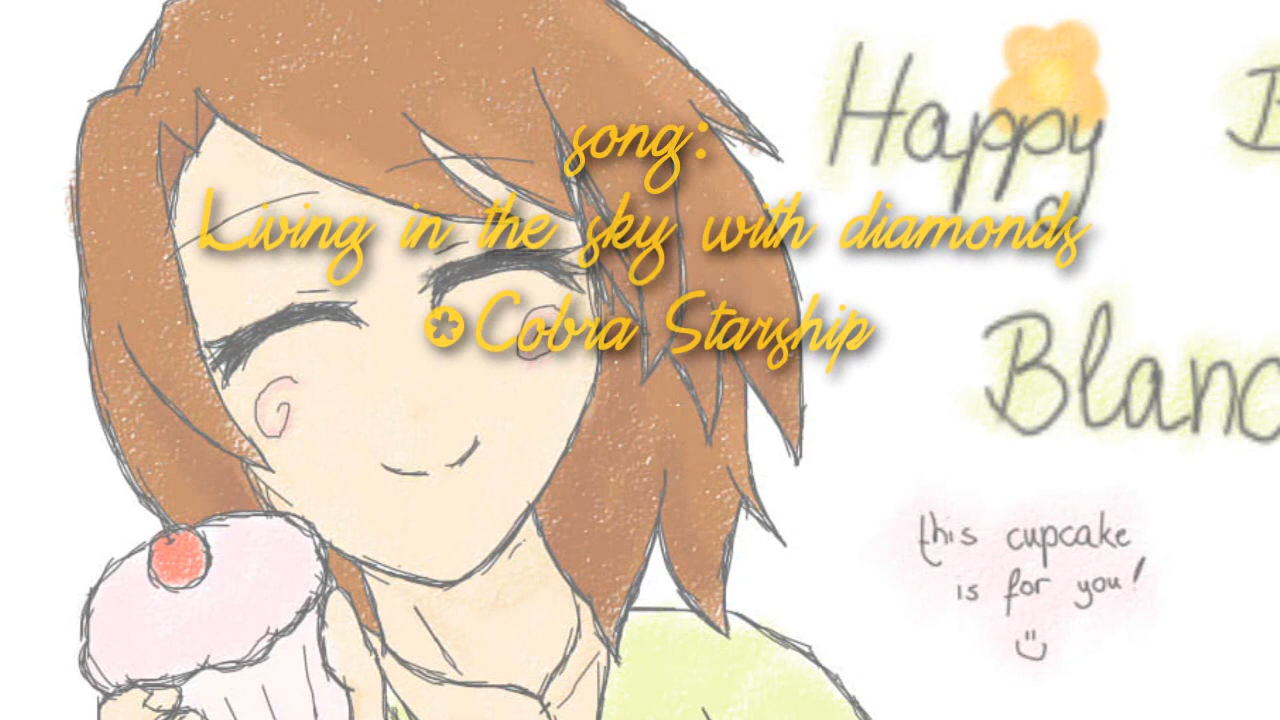 song:
Living in the sky with diamonds
✪Cobra Starship
Happy B
Blanc
this cupcake
is for you!